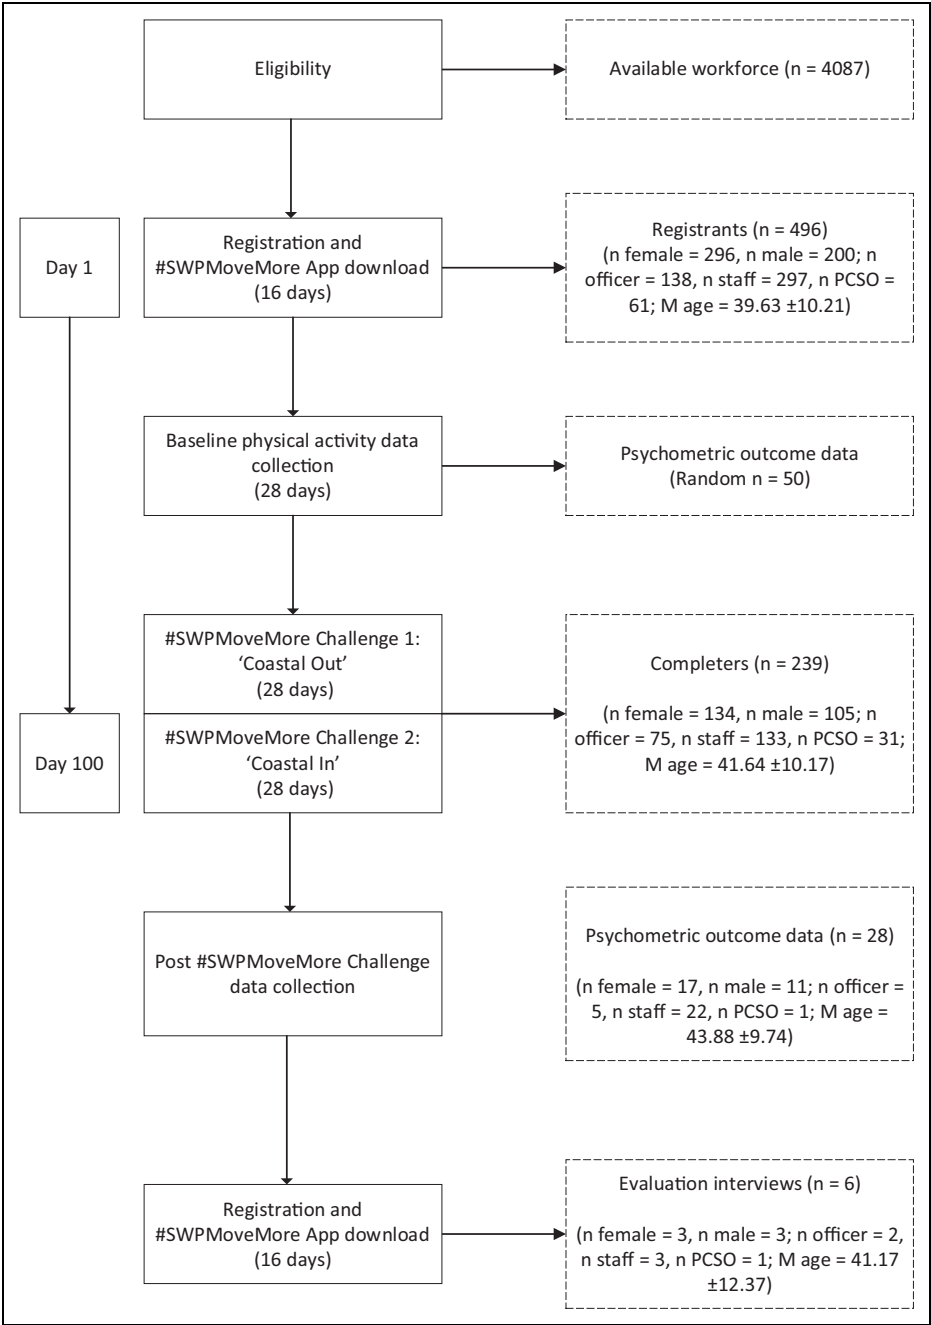 Eligibility
Available workforce (n = 4087)
Day 1
Registration and
#SWPMoveMore App download
(16 days)
Registrants (n = 496)
(n female = 296, n male = 200; n
officer = 138, n staff = 297, n PCSO =
61; M age = 39.63 ±10.21)
Baseline physical activity data
collection
(28 days)
Psychometric outcome data
(Random n = 50)
#SWPMoveMore Challenge 1:
‘Coastal Out’
(28 days)
Completers (n = 239)
(n female = 134, n male = 105; n
officer = 75, n staff = 133, n PCSO = 31;
M age = 41.64 ±10.17)
Day 100
#SWPMoveMore Challenge 2:
‘Coastal In’
(28 days)
Post #SWPMoveMore Challenge
data collection
Psychometric outcome data (n = 28)
(n female = 17, n male = 11; n officer =
5, n staff = 22, n PCSO = 1; M age =
43.88 ±9.74)
Registration and
#SWPMoveMore App download
(16 days)
Evaluation interviews (n = 6)
(n female = 3, n male = 3; n officer = 2,
n staff = 3, n PCSO = 1; M age = 41.17
±12.37)